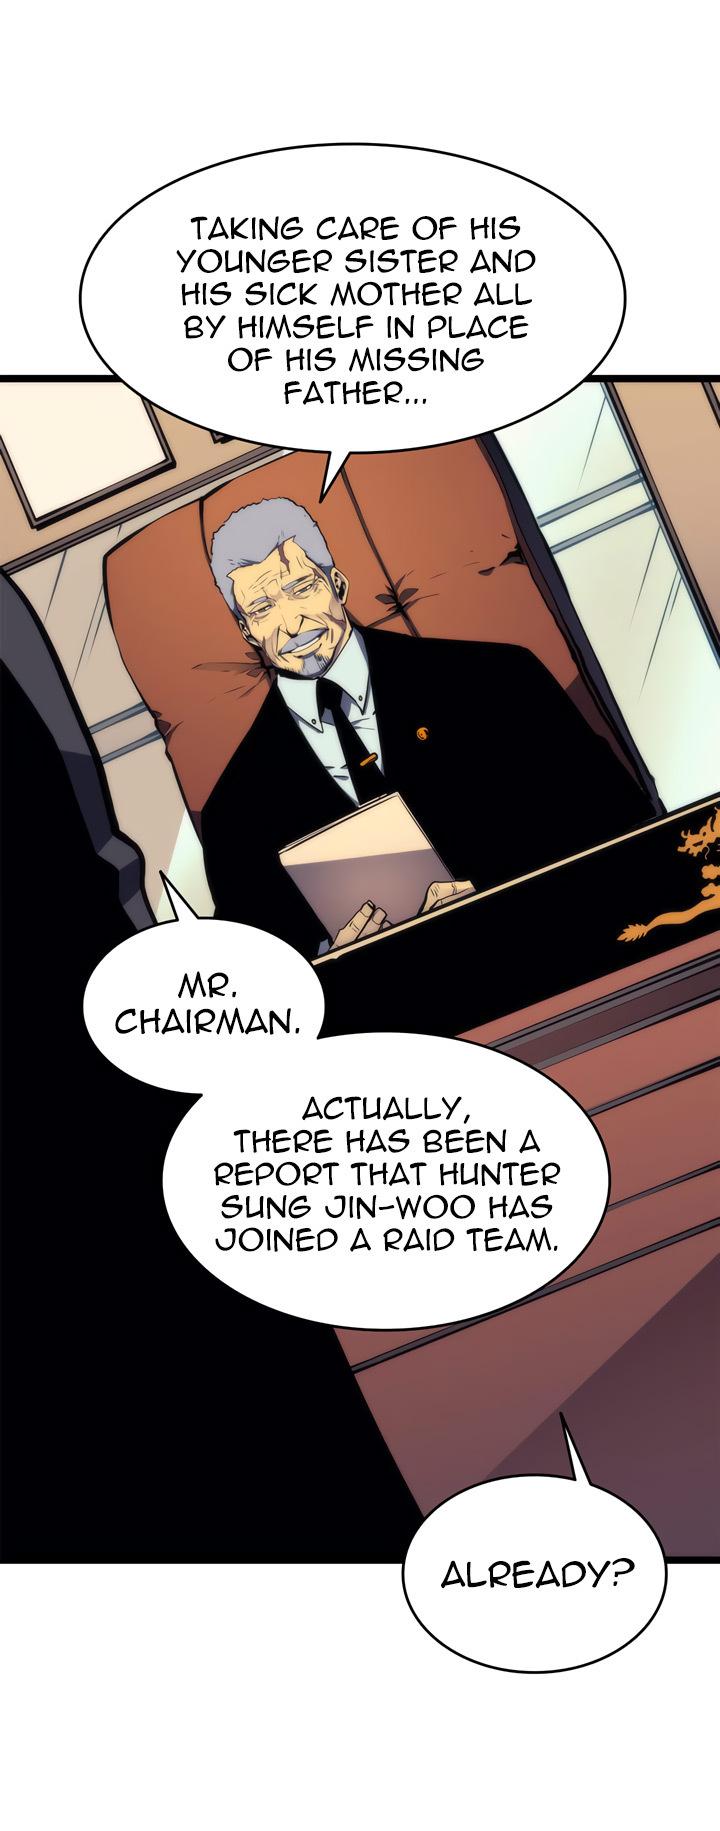 TAKING CARE OF HIS
YOUNGER SISTER AND
HIS SICK MOTHER ALL
BY HIMSELF IN PLACE
OF HIS MISSING
FATHER...
MR.
CHAIRMAN.
ACTUALLY,
THERE HAS BEEN A
REPORT THAT HUNTER
SUNG JIN-WOO HAS
JOINED A RAID TEAM.
ALREADY?